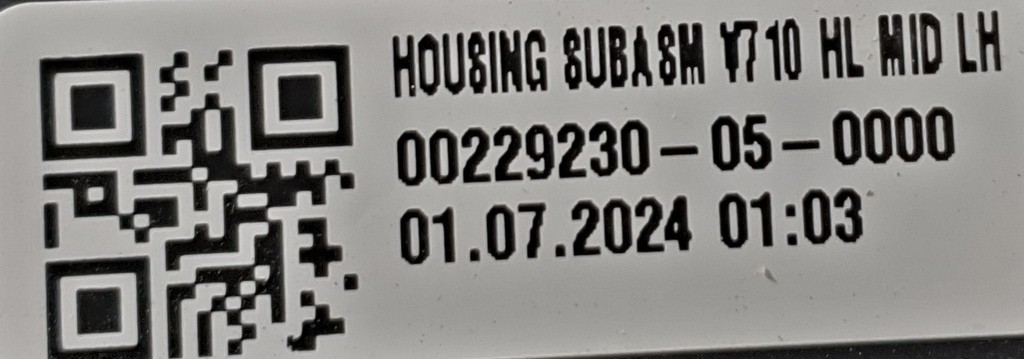 HOUSING SUBASM V710 HL MID LH
00229230-05-0000
01.07.2024 01:03